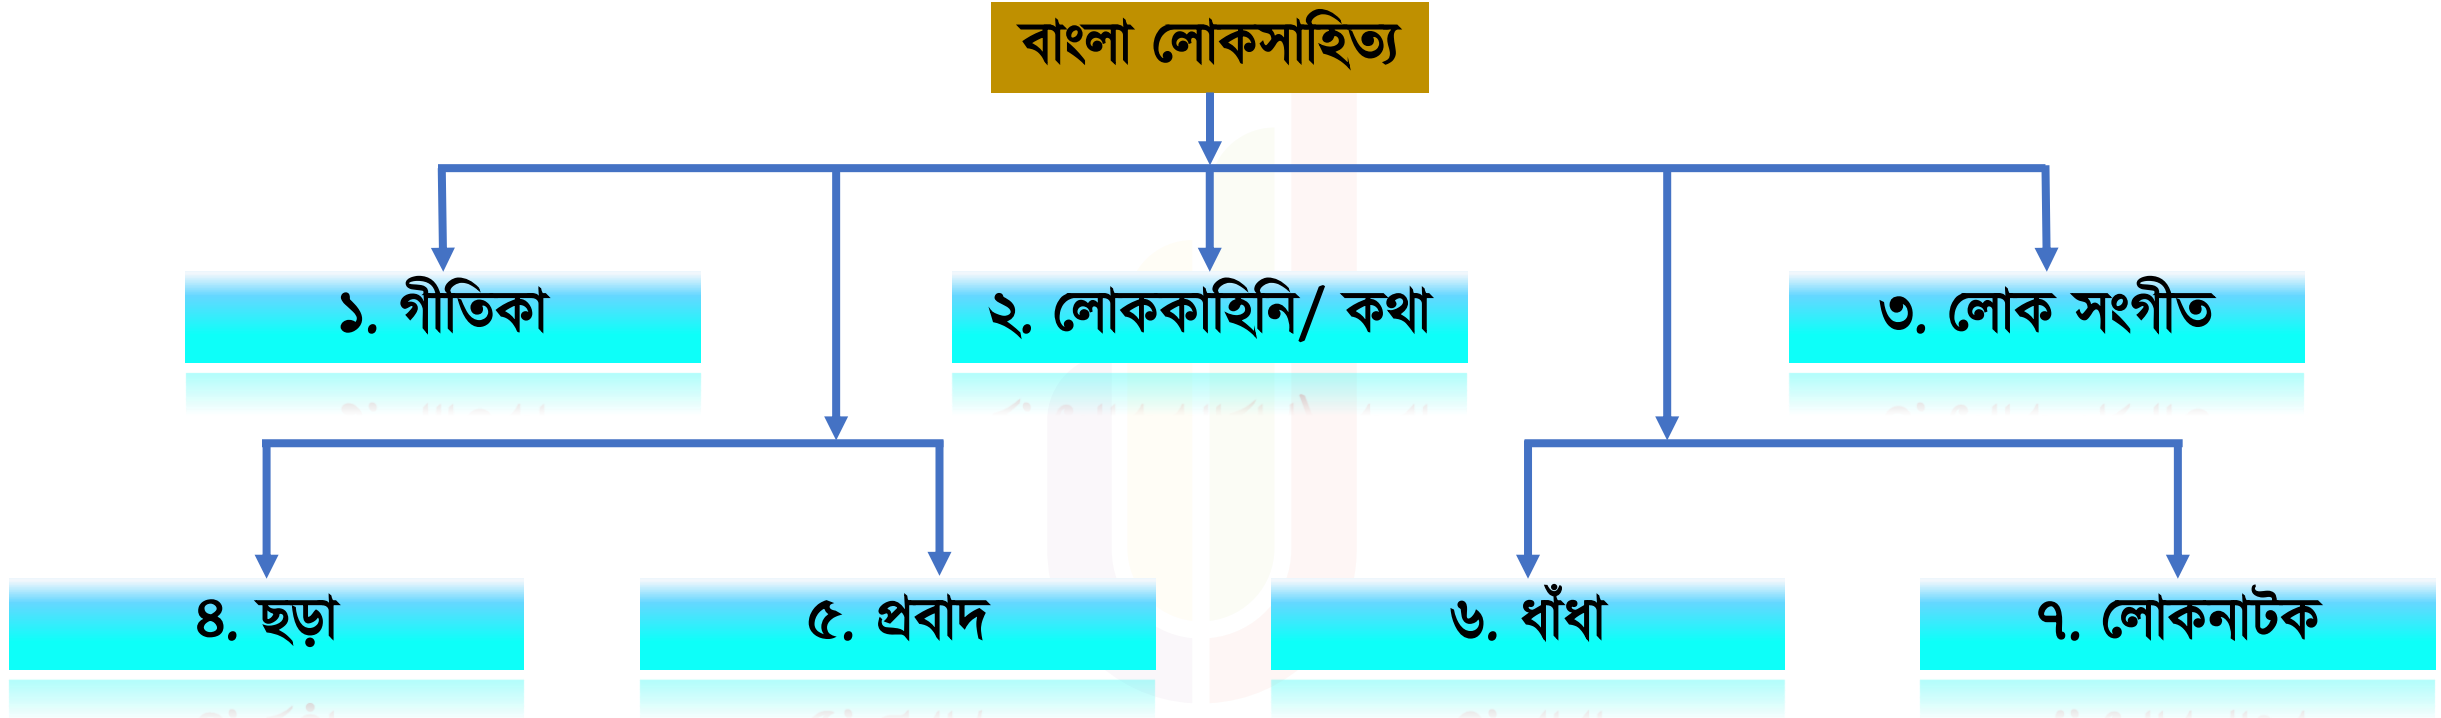 বাংলা লোকসাহিত্য
১. গীতিকা
২. লোককাহিনি/ কথা
৩. লোক সংগীত
৪. ছড়া
৫. প্রবাদ
৬. ধাঁধা
৭. লোকনাটক